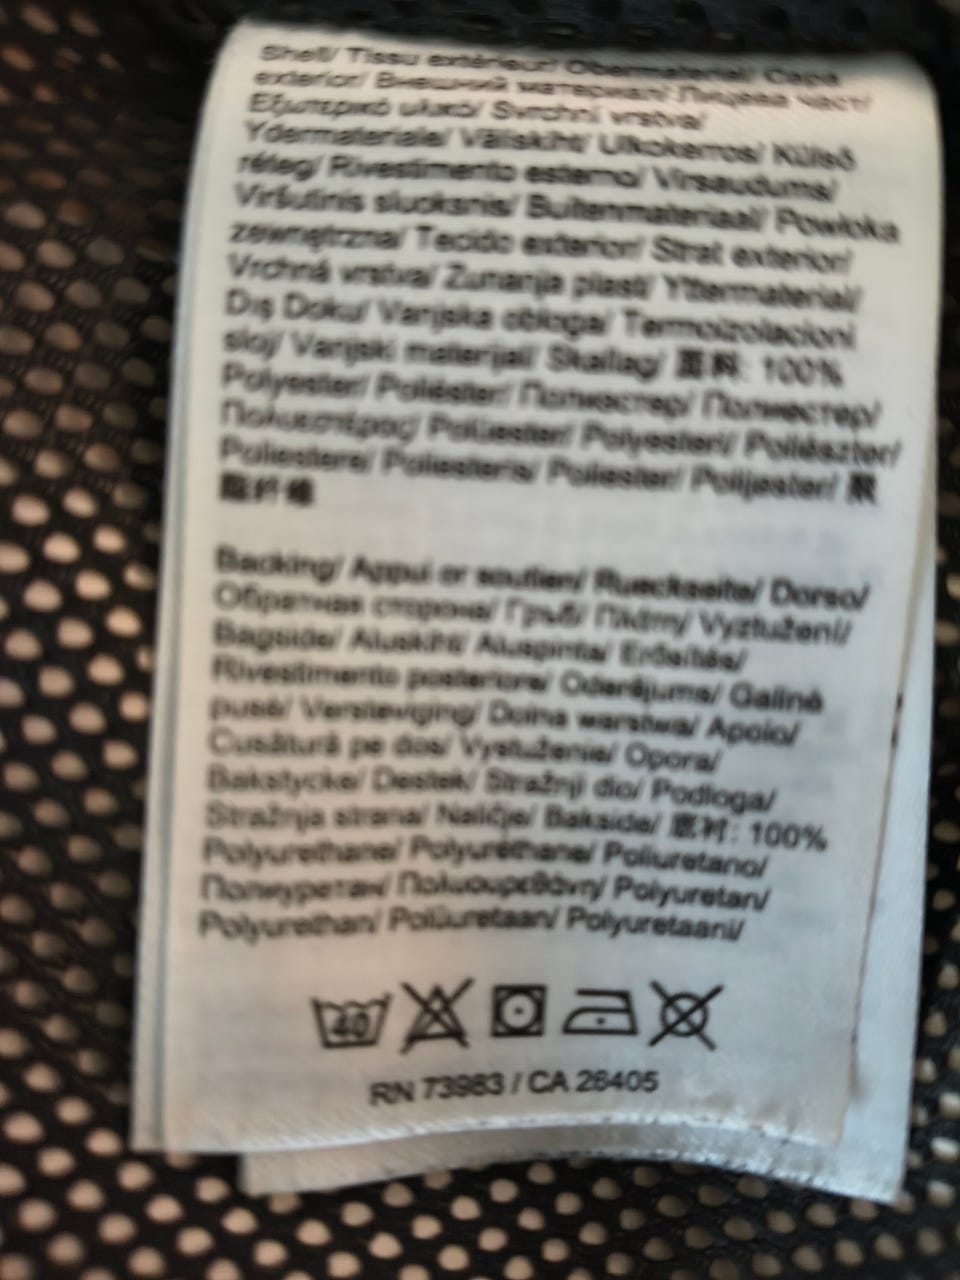 Shell/ Tissu extérieur/ Obermaterial/ Capa
exterior/ Внешний материал/ Лицева част/
Εξωτερικό υλικό/ Svrchní vrstva/
Ydermateriale/ Väliskiht/ Ulkokerros/ Külső
réteg/ Rivestimento esterno/ Virsaudums/
Viršutinis sluoksnis/ Buitenmateriaal/ Powłoka
zewnętrzna/ Tecido exterior/ Strat exterior/
Vrchná vrstva/ Zunanja plast/ Yttermaterial/
Dış Doku/ Vanjska obloga/ Termoizolacioni
sloj/ Vanjski materijal/ Skallag/ 面料: 100%
Polyester/ Poliéster/ Полиэстер/ Полиестер/
Πολυεστέρας/ Polüester/ Polyesteri/ Poliészter/
Poliestere/ Poliesteris/ Poliester/ Polijester/ 聚
酯纤维
Backing/ Appui or soutien/ Rueckseite/ Dorso/
Обратная сторона/ Гръб/ Πλάτη/ Vyztužení/
Bagside/ Aluskiht/ Aluspinta/ Erősítés/
Rivestimento posteriore/ Oderējums/ Galinė
pusė/ Versteviging/ Dolna warstwa/ Apoio/
Cusătură pe dos/ Vystuženie/ Opora/
Bakstycke/ Destek/ Stražnji dio/ Podloga/
Stražnja strana/ Naličje/ Bakside/ 底衬: 100%
Polyurethane/ Polyuréthane/ Poliuretano/
Полиуретан/ Πολυουρεθάνη/ Polyuretan/
Polyurethan/ Polüuretaan/ Polyuretaani/
40
RN 73983 / CA 26405